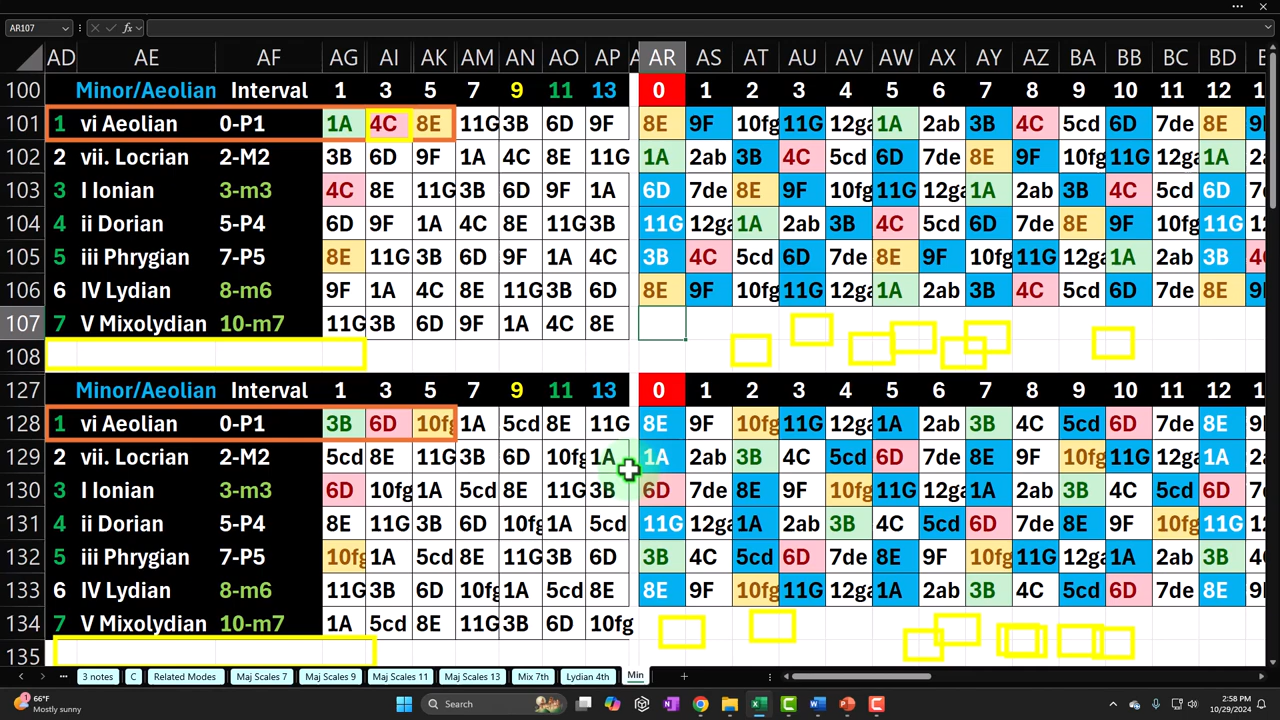 AR107 fx
AD AE AF AG AI AK AM AN AO AP AR AS AT AU AV AW AX AY AZ BA BB BC BD
100 Minor/Aeolian Interval 1 3 5 7 9 11 13 0 1 2 3 4 5 6 7 8 9 10 11 12 1
101 1 vi Aeolian 0-P1 1A 4C 8E 11G 3B 6D 9F 8E 9F 10fg 11G 12ga 1A 2ab 3B 4C 5cd 6D 7de 8E 9F
102 2 vii. Locrian 2-M2 3B 6D 9F 1A 4C 8E 11G 1A 2ab 3B 4C 5cd 6D 7de 8E 9F 10fg 11G 12ga 1A 2a
103 3 I Ionian 3-m3 4C 8E 11G 3B 6D 9F 1A 6D 7de 8E 9F 10fg 11G 12ga 1A 2ab 3B 4C 5cd 6D 7d
104 4 ii Dorian 5-P4 6D 9F 1A 4C 8E 11G 3B 11G 12ga 1A 2ab 3B 4C 5cd 6D 7de 8E 9F 10fg 11G 12
105 5 iii Phrygian 7-P5 8E 11G 3B 6D 9F 1A 4C 3B 4C 5cd 6D 7de 8E 9F 10fg 11G 12ga 1A 2ab 3B 4C
106 6 IV Lydian 8-m6 9F 1A 4C 8E 11G 3B 6D 8E 9F 10fg 11G 12ga 1A 2ab 3B 4C 5cd 6D 7de 8E 9F
107 7 V Mixolydian 10-m7 11G 3B 6D 9F 1A 4C 8E
108
127 Minor/Aeolian Interval 1 3 5 7 9 11 13 0 1 2 3 4 5 6 7 8 9 10 11 12 1
128 1 vi Aeolian 0-P1 3B 6D 10fg 1A 5cd 8E 11G 8E 9F 10fg 11G 12ga 1A 2ab 3B 4C 5cd 6D 7de 8E 9F
129 2 vii. Locrian 2-M2 5cd 8E 11G 3B 6D 10fg 1A 1A 2ab 3B 4C 5cd 6D 7de 8E 9F 10fg 11G 12ga 1A 2a
130 3 I Ionian 3-m3 6D 10fg 1A 5cd 8E 11G 3B 6D 7de 8E 9F 10fg 11G 12ga 1A 2ab 3B 4C 5cd 6D 7d
131 4 ii Dorian 5-P4 8E 11G 3B 6D 10fg 1A 5cd 11G 12ga 1A 2ab 3B 4C 5cd 6D 7de 8E 9F 10fg 11G 12
132 5 iii Phrygian 7-P5 10fg 1A 5cd 8E 11G 3B 6D 3B 4C 5cd 6D 7de 8E 9F 10fg 11G 12ga 1A 2ab 3B 4C
133 6 IV Lydian 8-m6 11G 3B 6D 10fg 1A 5cd 8E 8E 9F 10fg 11G 12ga 1A 2ab 3B 4C 5cd 6D 7de 8E 9F
134 7 V Mixolydian 10-m7 1A 5cd 8E 11G 3B 6D 10fg
135
3 notes C Related Modes Maj Scales 7 Maj Scales 9 Maj Scales 11 Maj Scales 13 Mix 7th Lydian 4th Min
66°F
Mostly sunny
Search
2:58 PM
10/29/2024